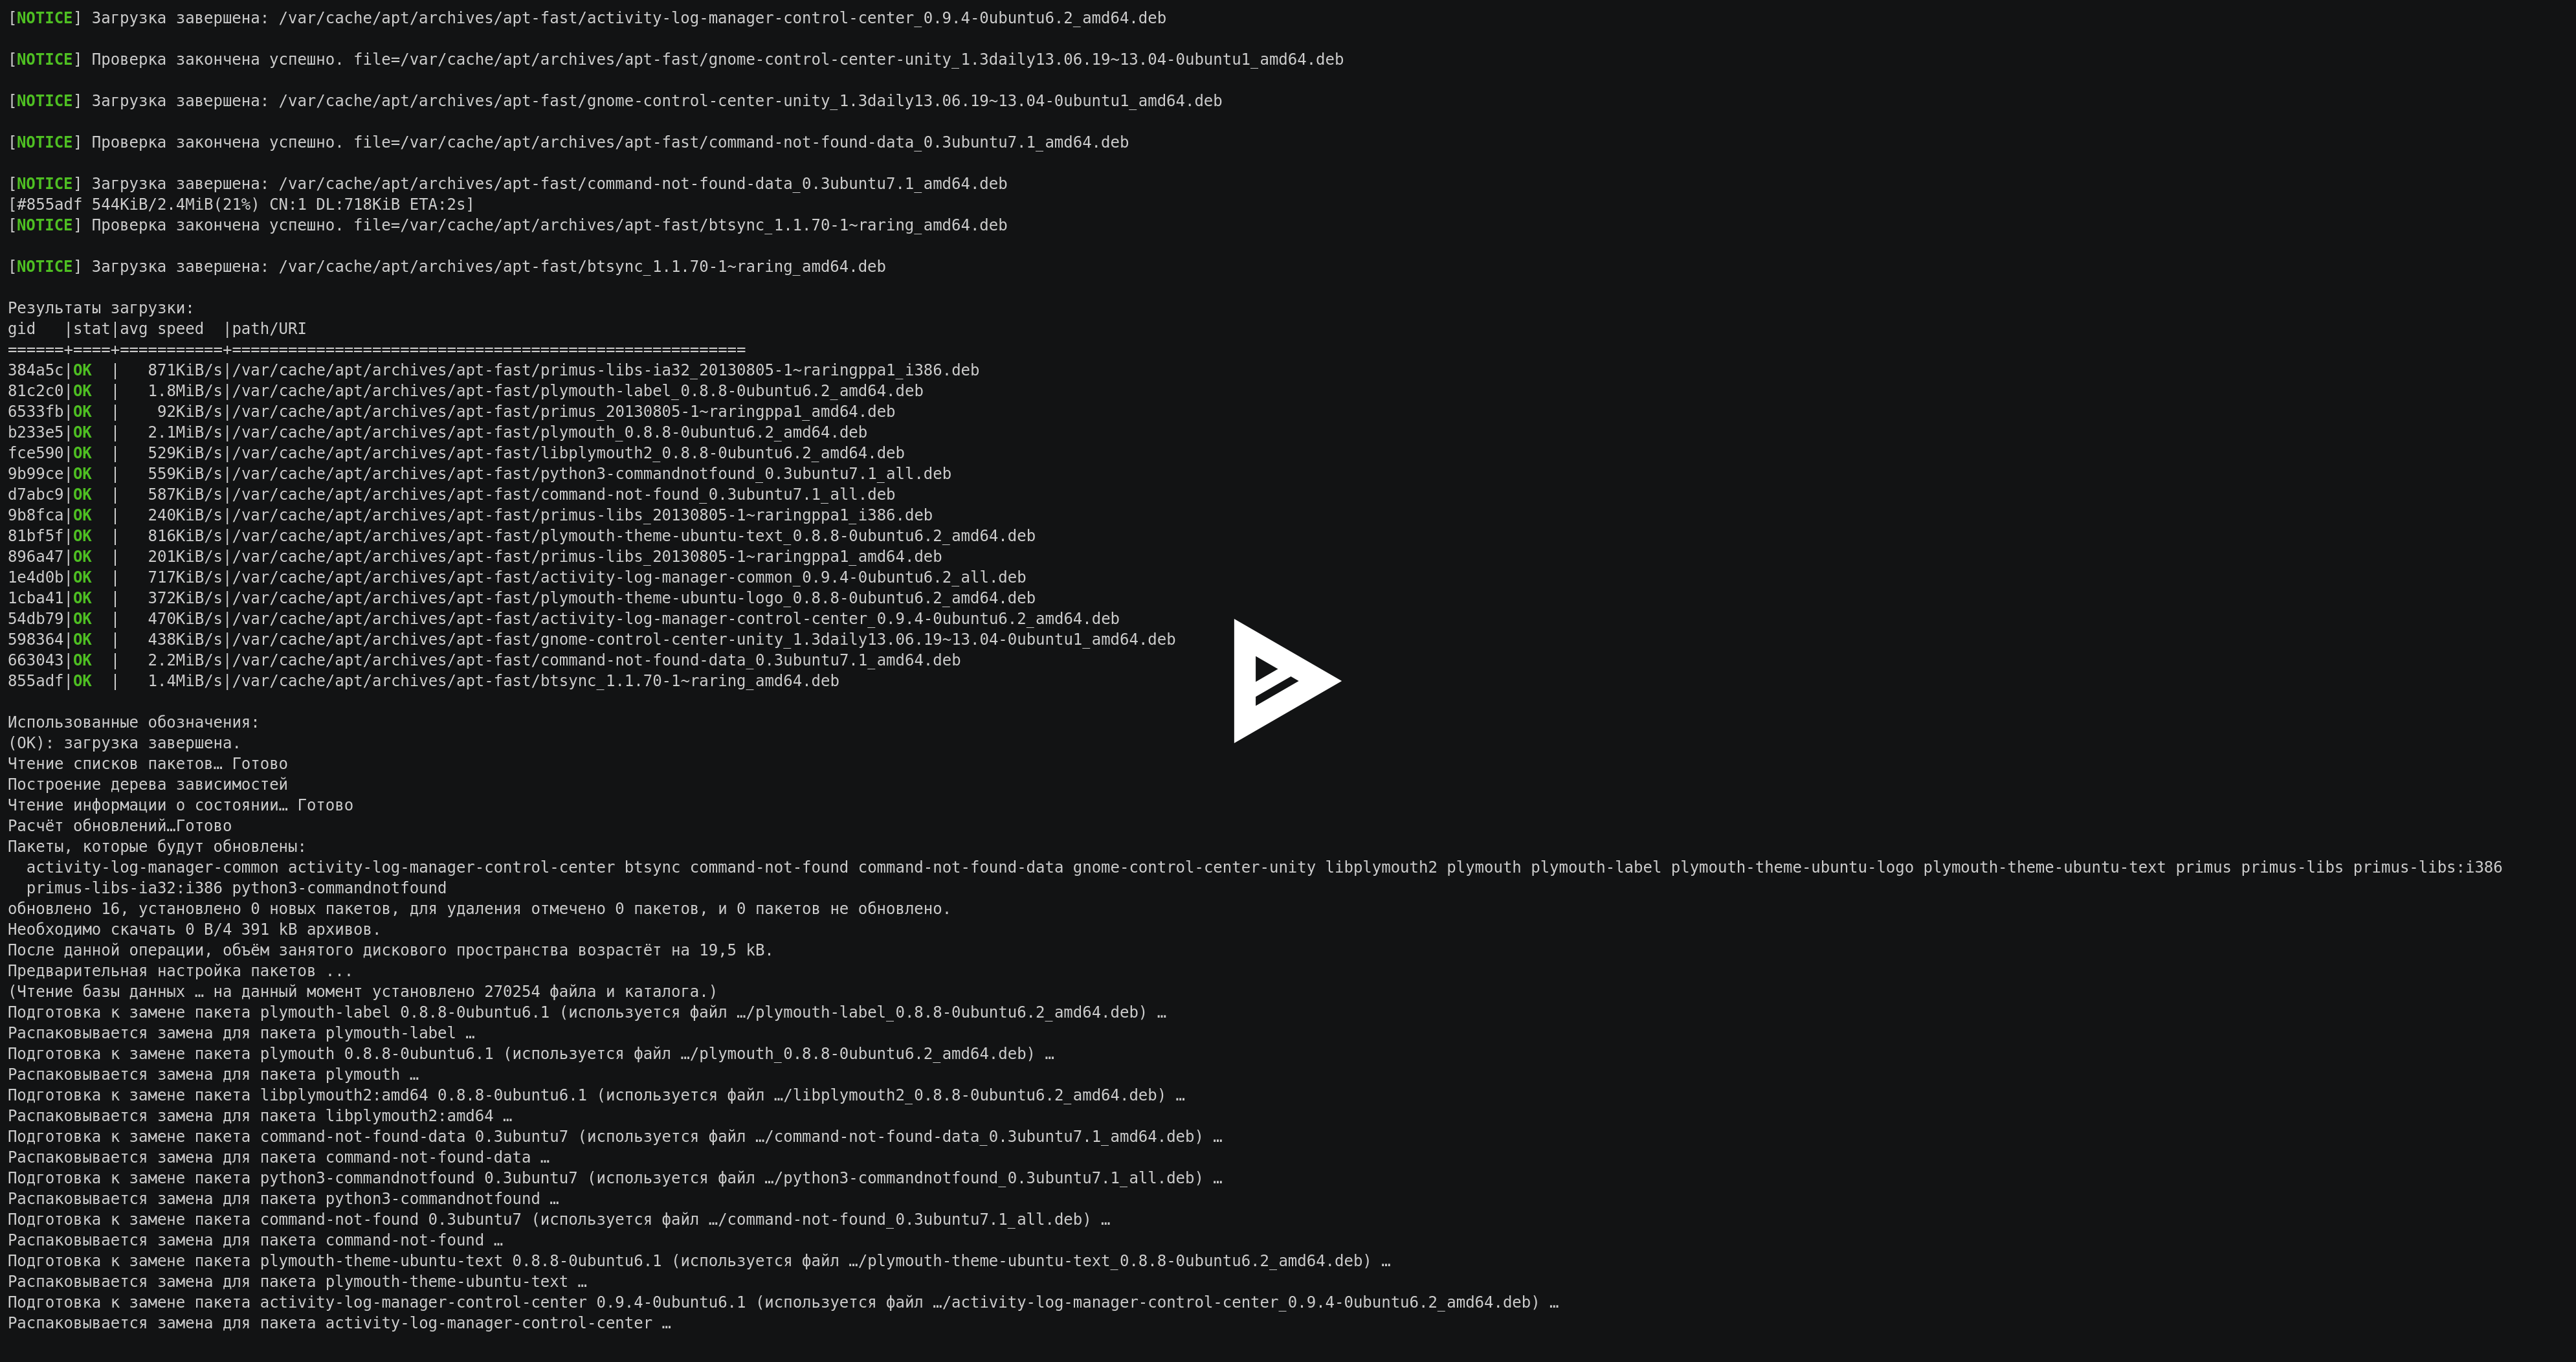 [NOTICE] Загрузка завершена: /var/cache/apt/archives/apt-fast/activity-log-manager-control-center_0.9.4-0ubuntu6.2_amd64.deb
[NOTICE] Проверка закончена успешно. file=/var/cache/apt/archives/apt-fast/gnome-control-center-unity_1.3daily13.06.19~13.04-0ubuntu1_amd64.deb
[NOTICE] Загрузка завершена: /var/cache/apt/archives/apt-fast/gnome-control-center-unity_1.3daily13.06.19~13.04-0ubuntu1_amd64.deb
[NOTICE] Проверка закончена успешно. file=/var/cache/apt/archives/apt-fast/command-not-found-data_0.3ubuntu7.1_amd64.deb
[NOTICE] Загрузка завершена: /var/cache/apt/archives/apt-fast/command-not-found-data_0.3ubuntu7.1_amd64.deb
[#855adf 544KiB/2.4MiB(21%) CN:1 DL:718KiB ETA:2s]
[NOTICE] Проверка закончена успешно. file=/var/cache/apt/archives/apt-fast/btsync_1.1.70-1~raring_amd64.deb
[NOTICE] Загрузка завершена: /var/cache/apt/archives/apt-fast/btsync_1.1.70-1~raring_amd64.deb
Результаты загрузки:
gid   |stat|avg speed  |path/URI
======+====+===========+=======================================================
384a5c|OK  |   871KiB/s|/var/cache/apt/archives/apt-fast/primus-libs-ia32_20130805-1~raringppa1_i386.deb
81c2c0|OK  |   1.8MiB/s|/var/cache/apt/archives/apt-fast/plymouth-label_0.8.8-0ubuntu6.2_amd64.deb
6533fb|OK  |    92KiB/s|/var/cache/apt/archives/apt-fast/primus_20130805-1~raringppa1_amd64.deb
b233e5|OK  |   2.1MiB/s|/var/cache/apt/archives/apt-fast/plymouth_0.8.8-0ubuntu6.2_amd64.deb
fce590|OK  |   529KiB/s|/var/cache/apt/archives/apt-fast/libplymouth2_0.8.8-0ubuntu6.2_amd64.deb
9b99ce|OK  |   559KiB/s|/var/cache/apt/archives/apt-fast/python3-commandnotfound_0.3ubuntu7.1_all.deb
d7abc9|OK  |   587KiB/s|/var/cache/apt/archives/apt-fast/command-not-found_0.3ubuntu7.1_all.deb
9b8fca|OK  |   240KiB/s|/var/cache/apt/archives/apt-fast/primus-libs_20130805-1~raringppa1_i386.deb
81bf5f|OK  |   816KiB/s|/var/cache/apt/archives/apt-fast/plymouth-theme-ubuntu-text_0.8.8-0ubuntu6.2_amd64.deb
896a47|OK  |   201KiB/s|/var/cache/apt/archives/apt-fast/primus-libs_20130805-1~raringppa1_amd64.deb
1e4d0b|OK  |   717KiB/s|/var/cache/apt/archives/apt-fast/activity-log-manager-common_0.9.4-0ubuntu6.2_all.deb
1cba41|OK  |   372KiB/s|/var/cache/apt/archives/apt-fast/plymouth-theme-ubuntu-logo_0.8.8-0ubuntu6.2_amd64.deb
54db79|OK  |   470KiB/s|/var/cache/apt/archives/apt-fast/activity-log-manager-control-center_0.9.4-0ubuntu6.2_amd64.deb
598364|OK  |   438KiB/s|/var/cache/apt/archives/apt-fast/gnome-control-center-unity_1.3daily13.06.19~13.04-0ubuntu1_amd64.deb
663043|OK  |   2.2MiB/s|/var/cache/apt/archives/apt-fast/command-not-found-data_0.3ubuntu7.1_amd64.deb
855adf|OK  |   1.4MiB/s|/var/cache/apt/archives/apt-fast/btsync_1.1.70-1~raring_amd64.deb
Использованные обозначения:
(OK): загрузка завершена.
Чтение списков пакетов… Готово
Построение дерева зависимостей
Чтение информации о состоянии… Готово
Расчёт обновлений…Готово
Пакеты, которые будут обновлены:
  activity-log-manager-common activity-log-manager-control-center btsync command-not-found command-not-found-data gnome-control-center-unity libplymouth2 plymouth plymouth-label plymouth-theme-ubuntu-logo plymouth-theme-ubuntu-text primus primus-libs primus-libs:i386
  primus-libs-ia32:i386 python3-commandnotfound
обновлено 16, установлено 0 новых пакетов, для удаления отмечено 0 пакетов, и 0 пакетов не обновлено.
Необходимо скачать 0 B/4 391 kB архивов.
После данной операции, объём занятого дискового пространства возрастёт на 19,5 kB.
Предварительная настройка пакетов ...
(Чтение базы данных … на данный момент установлено 270254 файла и каталога.)
Подготовка к замене пакета plymouth-label 0.8.8-0ubuntu6.1 (используется файл …/plymouth-label_0.8.8-0ubuntu6.2_amd64.deb) …
Распаковывается замена для пакета plymouth-label …
Подготовка к замене пакета plymouth 0.8.8-0ubuntu6.1 (используется файл …/plymouth_0.8.8-0ubuntu6.2_amd64.deb) …
Распаковывается замена для пакета plymouth …
Подготовка к замене пакета libplymouth2:amd64 0.8.8-0ubuntu6.1 (используется файл …/libplymouth2_0.8.8-0ubuntu6.2_amd64.deb) …
Распаковывается замена для пакета libplymouth2:amd64 …
Подготовка к замене пакета command-not-found-data 0.3ubuntu7 (используется файл …/command-not-found-data_0.3ubuntu7.1_amd64.deb) …
Распаковывается замена для пакета command-not-found-data …
Подготовка к замене пакета python3-commandnotfound 0.3ubuntu7 (используется файл …/python3-commandnotfound_0.3ubuntu7.1_all.deb) …
Распаковывается замена для пакета python3-commandnotfound …
Подготовка к замене пакета command-not-found 0.3ubuntu7 (используется файл …/command-not-found_0.3ubuntu7.1_all.deb) …
Распаковывается замена для пакета command-not-found …
Подготовка к замене пакета plymouth-theme-ubuntu-text 0.8.8-0ubuntu6.1 (используется файл …/plymouth-theme-ubuntu-text_0.8.8-0ubuntu6.2_amd64.deb) …
Распаковывается замена для пакета plymouth-theme-ubuntu-text …
Подготовка к замене пакета activity-log-manager-control-center 0.9.4-0ubuntu6.1 (используется файл …/activity-log-manager-control-center_0.9.4-0ubuntu6.2_amd64.deb) …
Распаковывается замена для пакета activity-log-manager-control-center …